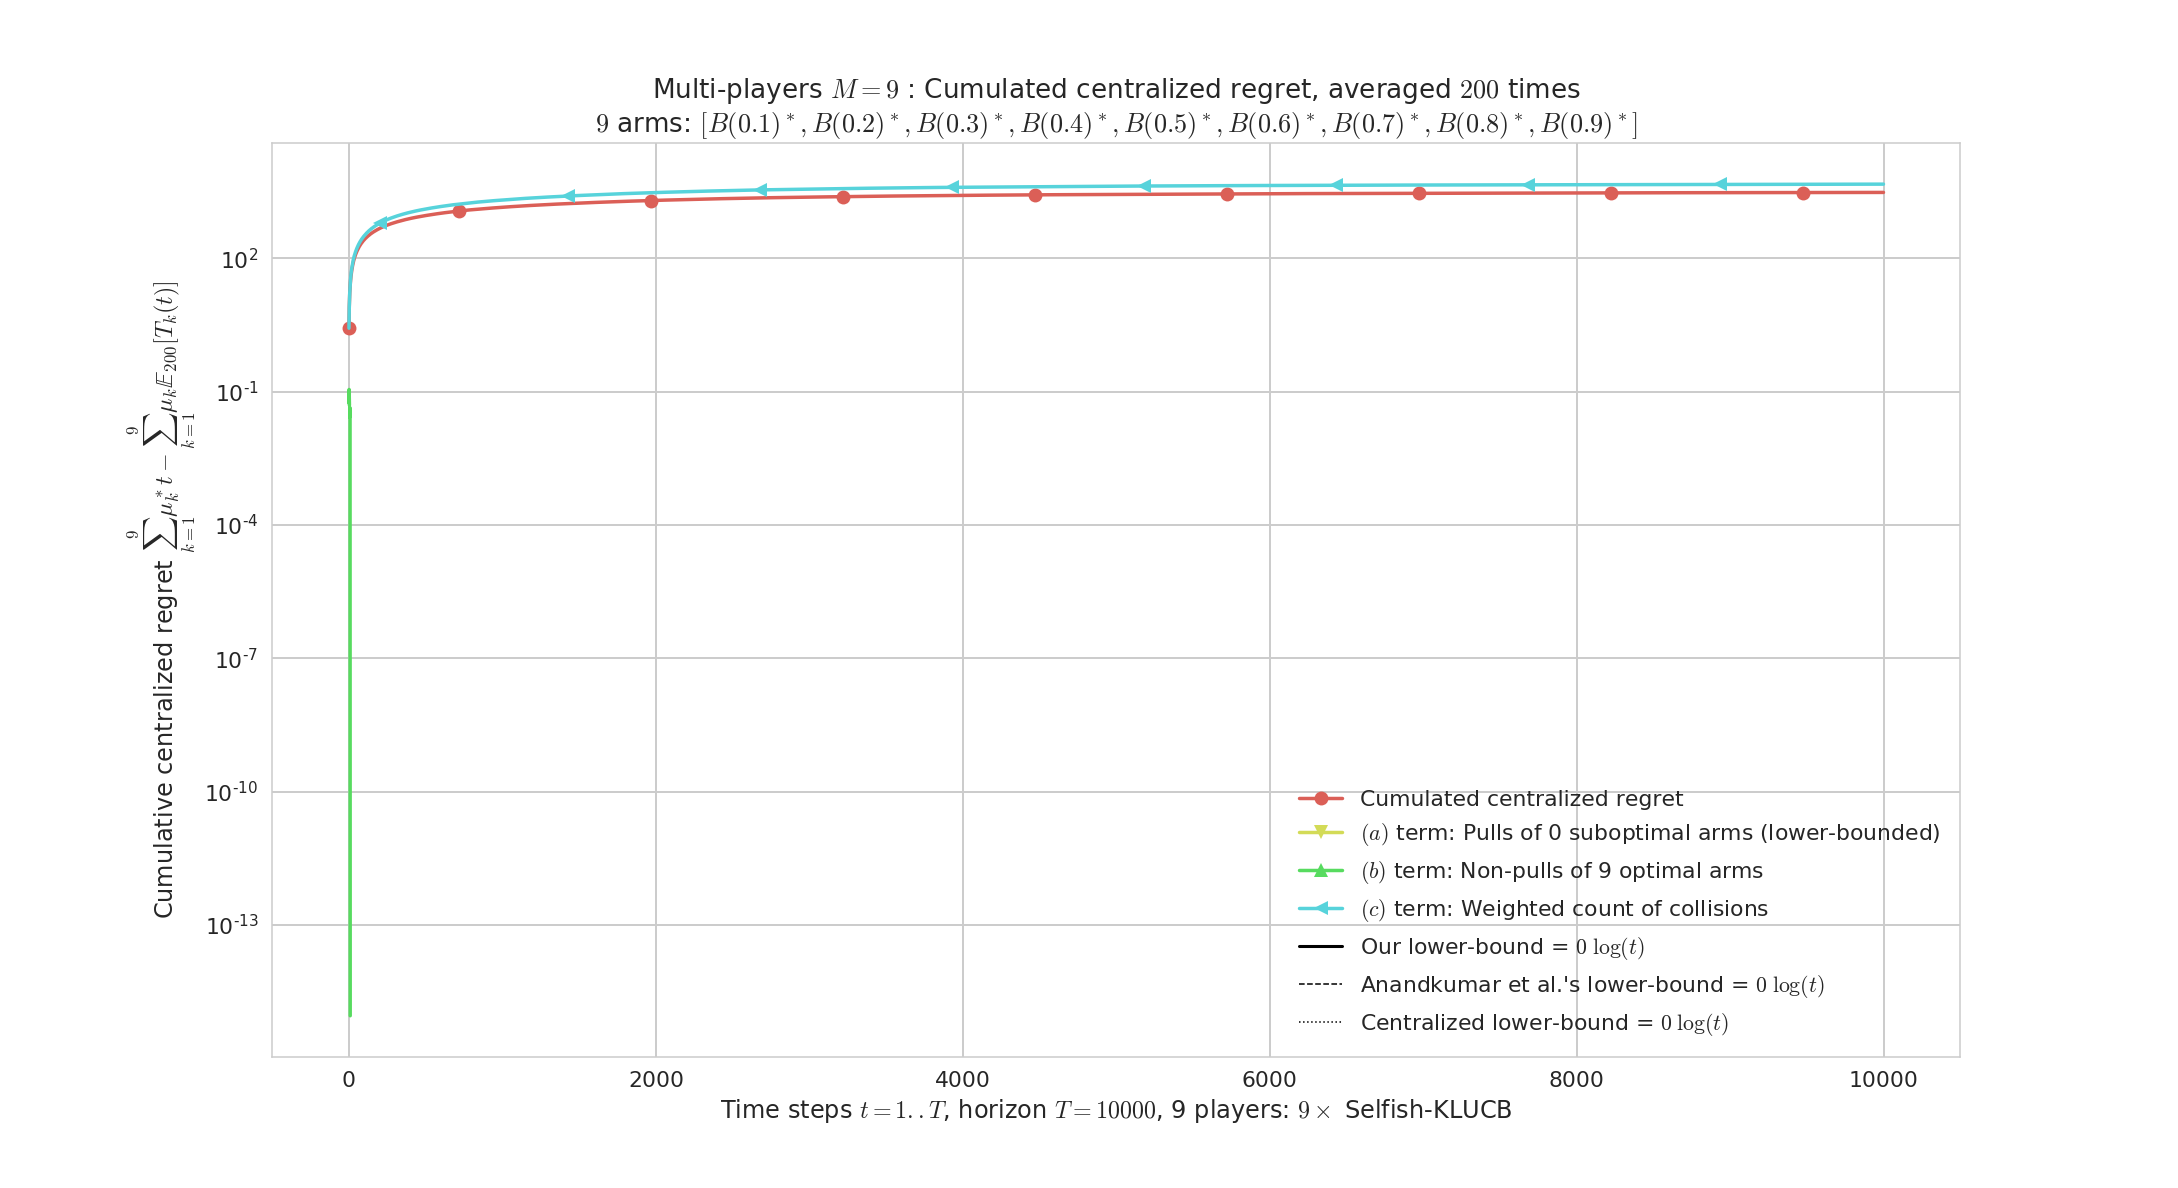 Multi-players M = 9 : Cumulated centralized regret, averaged 200 times
9 arms: [B(0.1)*, B(0.2)*, B(0.3)*, B(0.4)*, B(0.5)*, B(0.6)*, B(0.7)*, B(0.8)*, B(0.9)*]
Cumulative centralized regret $\sum_{k=1}^{9} \mu_k^* t - \sum_{k=1}^{9} \mu_k \mathbb{E}_{200}[T_k(t)]$
10^2
10^-1
10^-4
10^-7
10^-10
10^-13
Cumulated centralized regret
(a) term: Pulls of 0 suboptimal arms (lower-bounded)
(b) term: Non-pulls of 9 optimal arms
(c) term: Weighted count of collisions
Our lower-bound = 0 log(t)
Anandkumar et al.'s lower-bound = 0 log(t)
Centralized lower-bound = 0 log(t)
0 2000 4000 6000 8000 10000
Time steps t = 1..T, horizon T = 10000, 9 players: 9× Selfish-KLUCB